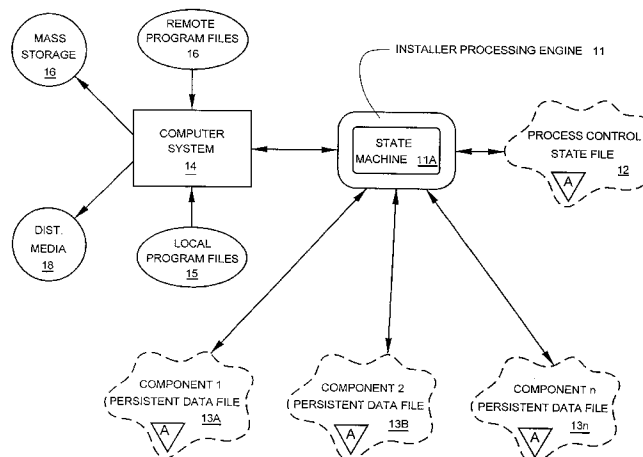 MASS
STORAGE
16
REMOTE
PROGRAM FILES
16
INSTALLER PROCESSING ENGINE 11
COMPUTER
SYSTEM
14
STATE
MACHINE 11A
PROCESS CONTROL
STATE FILE
A 12
DIST.
MEDIA
18
LOCAL
PROGRAM FILES
15
COMPONENT 1
PERSISTENT DATA FILE
A 13A
COMPONENT 2
PERSISTENT DATA FILE
A 13B
COMPONENT n
PERSISTENT DATA FILE
A 13n